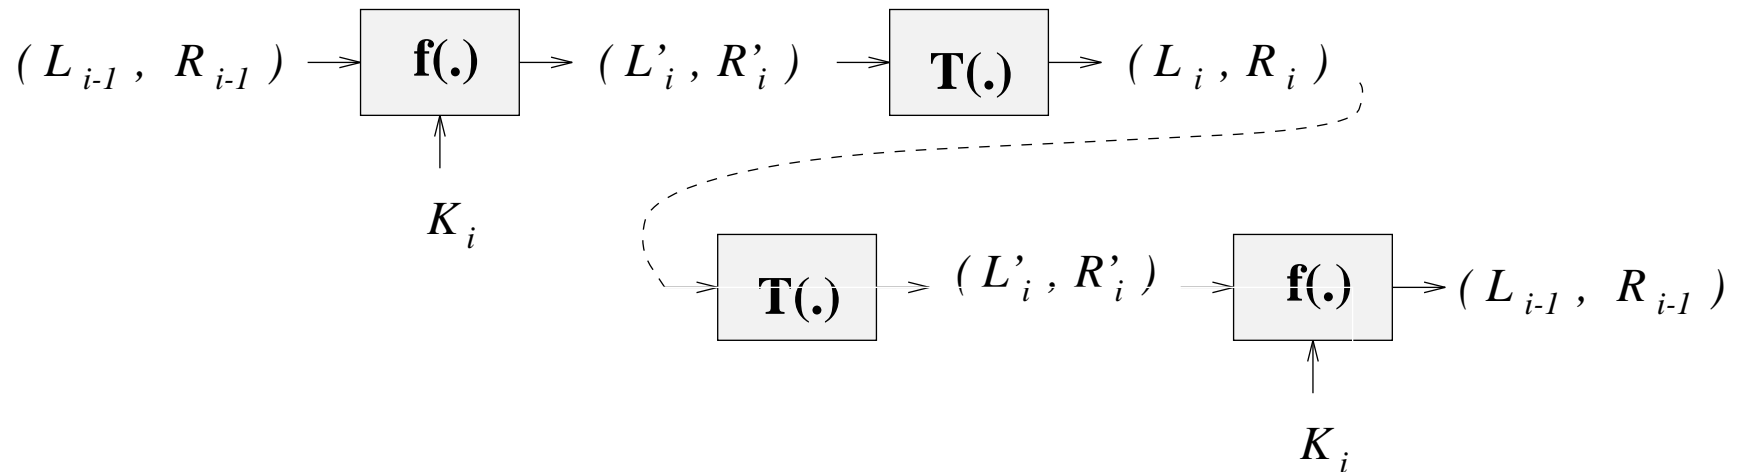 ( L i-1 , R i-1 ) f(.) ( L’ i , R’ i ) T(.) ( L i , R i )
K i
T(.) ( L’ i , R’ i ) f(.) ( L i-1 , R i-1 )
K i